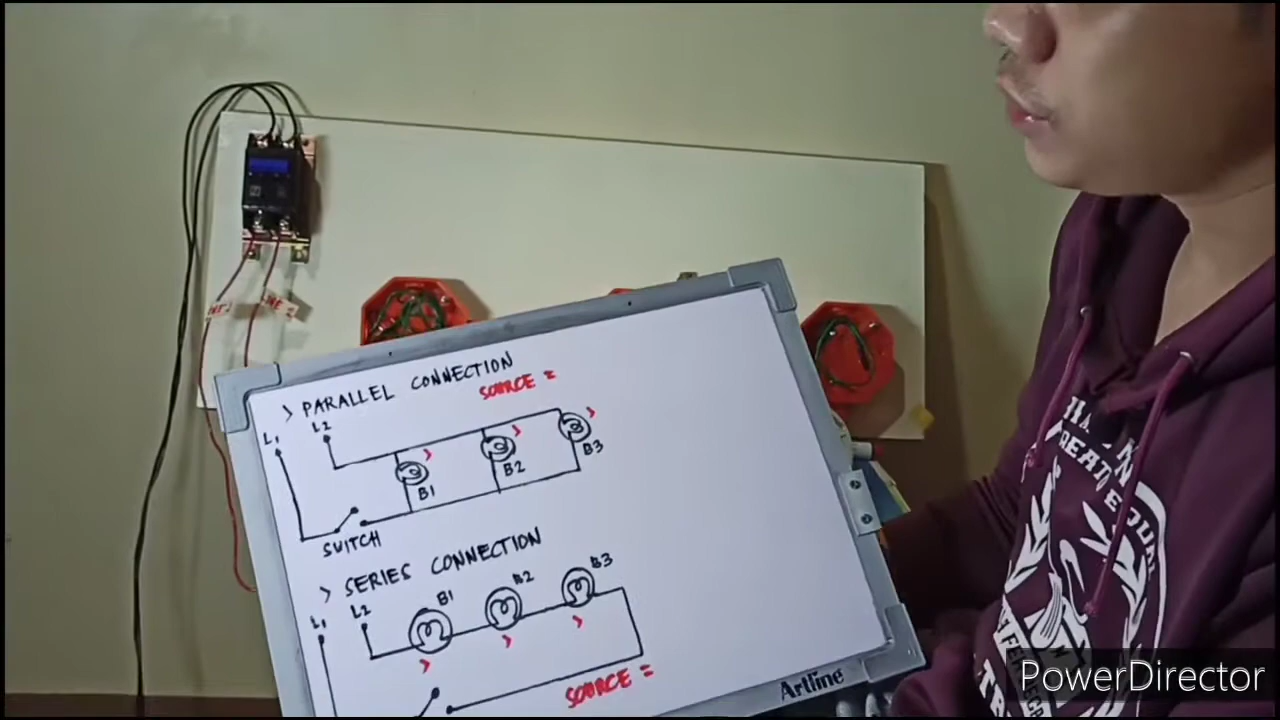 > PARALLEL CONNECTION
SOURCE =
L1
L2
B1
B2
B3
SWITCH
> SERIES CONNECTION
L1
L2
B1
B2
B3
SOURCE =
Artline
PowerDirector